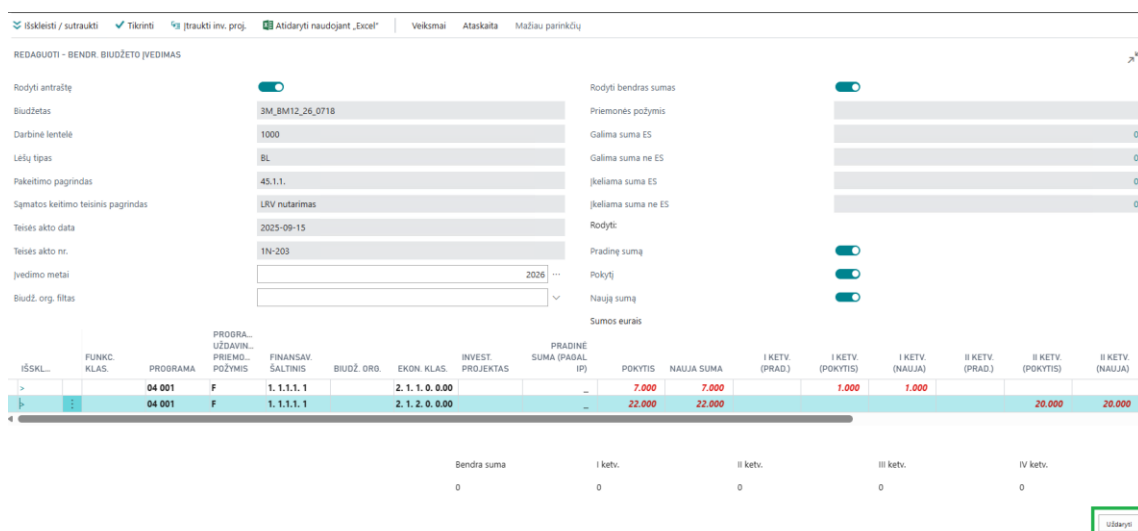 Išskleisti / sutraukti Tikrinti Įtraukti inv. proj. Atidaryti naudojant „Excel“ Veiksmai Ataskaita Mažiau parinkčių
REDAGUOTI – BENDR. BIUDŽETO ĮVEDIMAS
Rodyti antraštę
Biudžetas 3M_BM12_26_0718
Darbinė lentelė 1000
Lėšų tipas BL
Pakeitimo pagrindas 45.1.1.
Sąmatos keitimo teisinis pagrindas LRV nutarimas
Teisės akto data 2025-09-15
Teisės akto nr. 1N-203
Įvedimo metai 2026 ...
Biudž. org. filtas
Rodyti bendras sumas
Priemonės požymis
Galima suma ES 0
Galima suma ne ES 0
Įkeliama suma ES 0
Įkeliama suma ne ES 0
Rodyti:
Pradinę sumą
Pokytį
Naują sumą
Sumos eurais
IŠSKL... FUNKC. KLAS. PROGRAMA PROGRA... UŽDAVIN... PRIEMO... POŽYMIS FINANSAV. ŠALTINIS BIUDŽ. ORG. EKON. KLAS. INVEST. PROJEKTAS PRADINĖ SUMA (PAGAL IP) POKYTIS NAUJA SUMA I KETV. (PRAD.) I KETV. (POKYTIS) I KETV. (NAUJA) II KETV. (PRAD.) II KETV. (POKYTIS) II KETV. (NAUJA)
> 04 001 F 1. 1.1.1. 1 2. 1. 1. 0. 0.00 _ 7.000 7.000 1.000 1.000
> 04 001 F 1. 1.1.1. 1 2. 1. 2. 0. 0.00 _ 22.000 22.000 20.000 20.000
Bendra suma I ketv. II ketv. III ketv. IV ketv.
0 0 0 0 0
Uždaryti